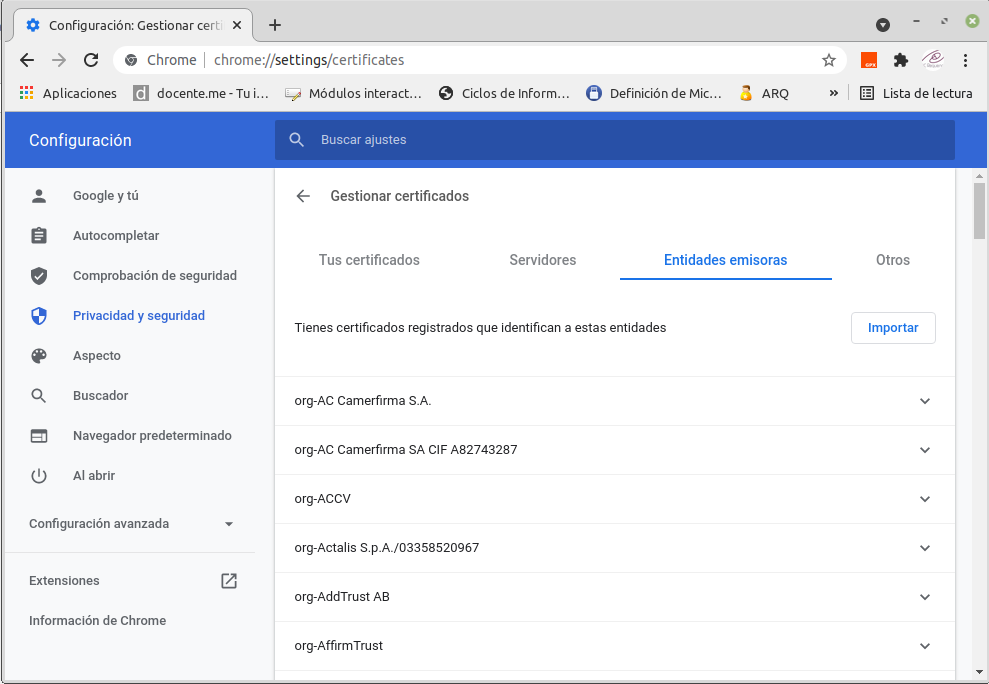 Configuración: Gestionar certi
Chrome
chrome://settings/certificates
GPX
Aplicaciones
d docente.me - Tu i…
Módulos interact…
Ciclos de Inform…
Definición de Mic…
ARQ
»
Lista de lectura
Configuración
Buscar ajustes
Google y tú
Autocompletar
Comprobación de seguridad
Privacidad y seguridad
Aspecto
Buscador
Navegador predeterminado
Al abrir
Configuración avanzada
Extensiones
Información de Chrome
Gestionar certificados
Tus certificados
Servidores
Entidades emisoras
Otros
Tienes certificados registrados que identifican a estas entidades
Importar
org-AC Camerfirma S.A.
org-AC Camerfirma SA CIF A82743287
org-ACCV
org-Actalis S.p.A./03358520967
org-AddTrust AB
org-AffirmTrust